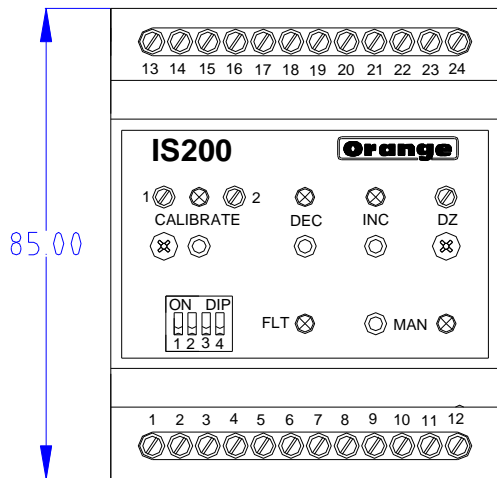 13 14 15 16 17 18 19 20 21 22 23 24
IS200 Orange
1 2
CALIBRATE DEC INC DZ
85.00
ON DIP
1 2 3 4
FLT MAN
1 2 3 4 5 6 7 8 9 10 11 12